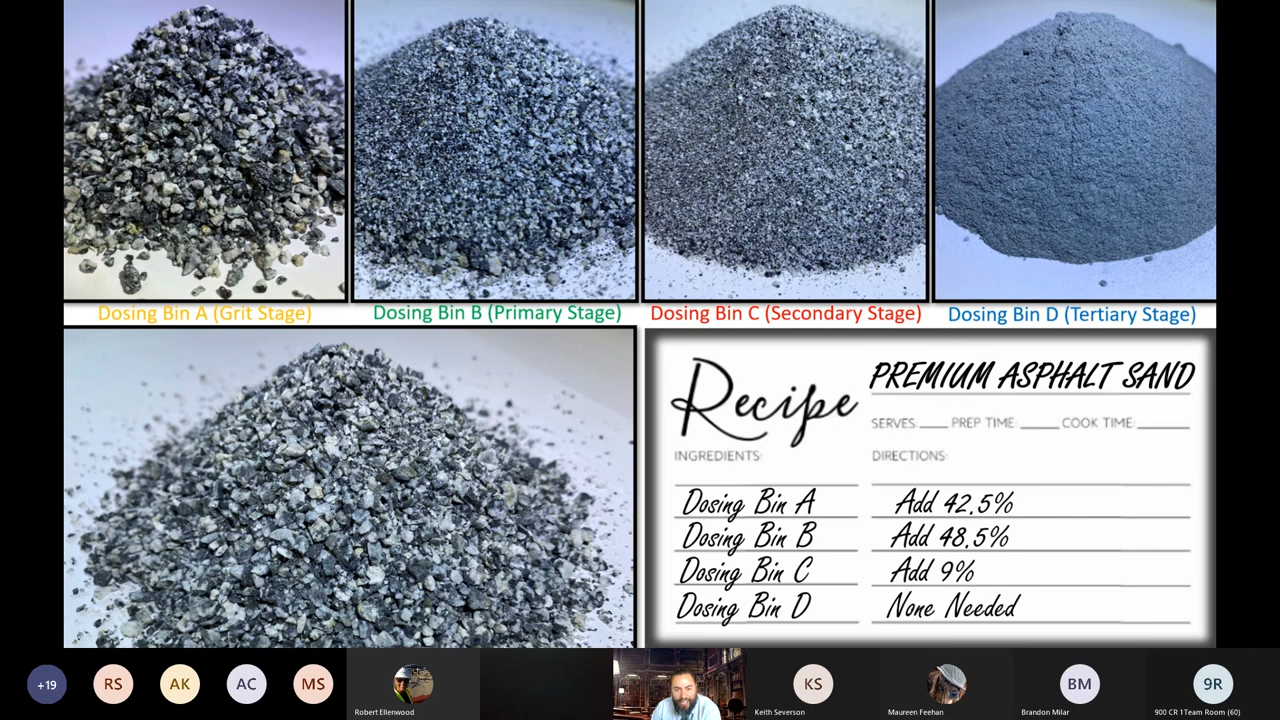 Dosing Bin A (Grit Stage)
Dosing Bin B (Primary Stage)
Dosing Bin C (Secondary Stage)
Dosing Bin D (Tertiary Stage)
Recipe
PREMIUM ASPHALT SAND
SERVES: PREP TIME: COOK TIME:
INGREDIENTS:
DIRECTIONS:
Dosing Bin A Add 42.5%
Dosing Bin B Add 48.5%
Dosing Bin C Add 9%
Dosing Bin D None Needed
+19
RS
AK
AC
MS
Robert Ellenwood
KS
Keith Severson
Maureen Feehan
BM
Brandon Milar
9R
900 CR 1Team Room (60)